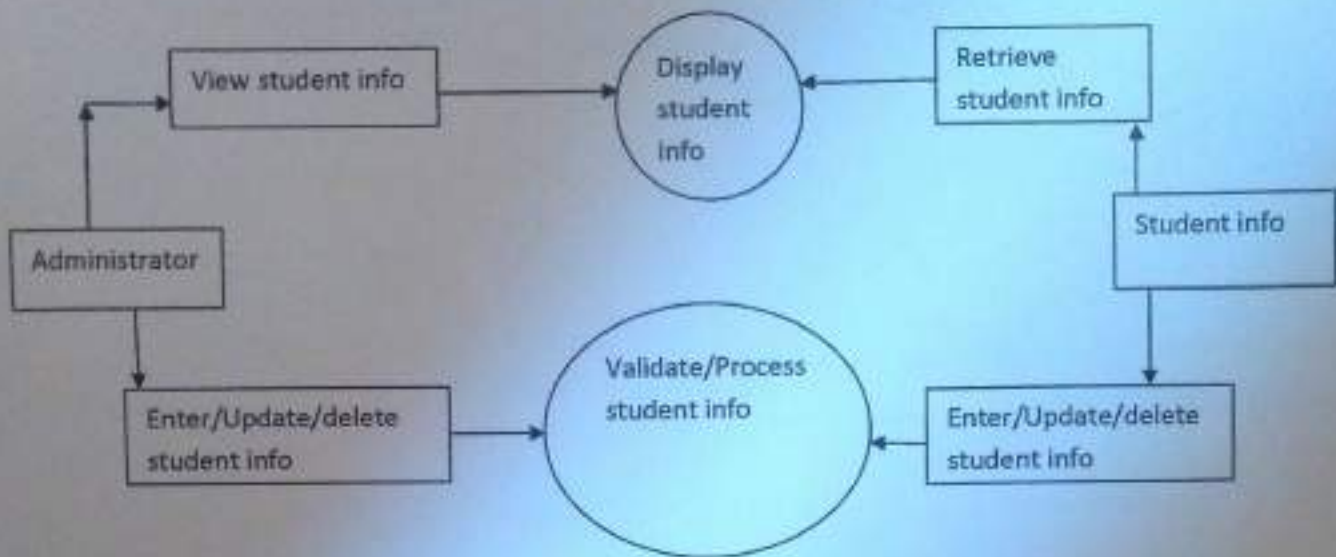 View student info
Display
student
info
Retrieve
student info
Administrator
Student info
Enter/Update/delete
student info
Validate/Process
student info
Enter/Update/delete
student info